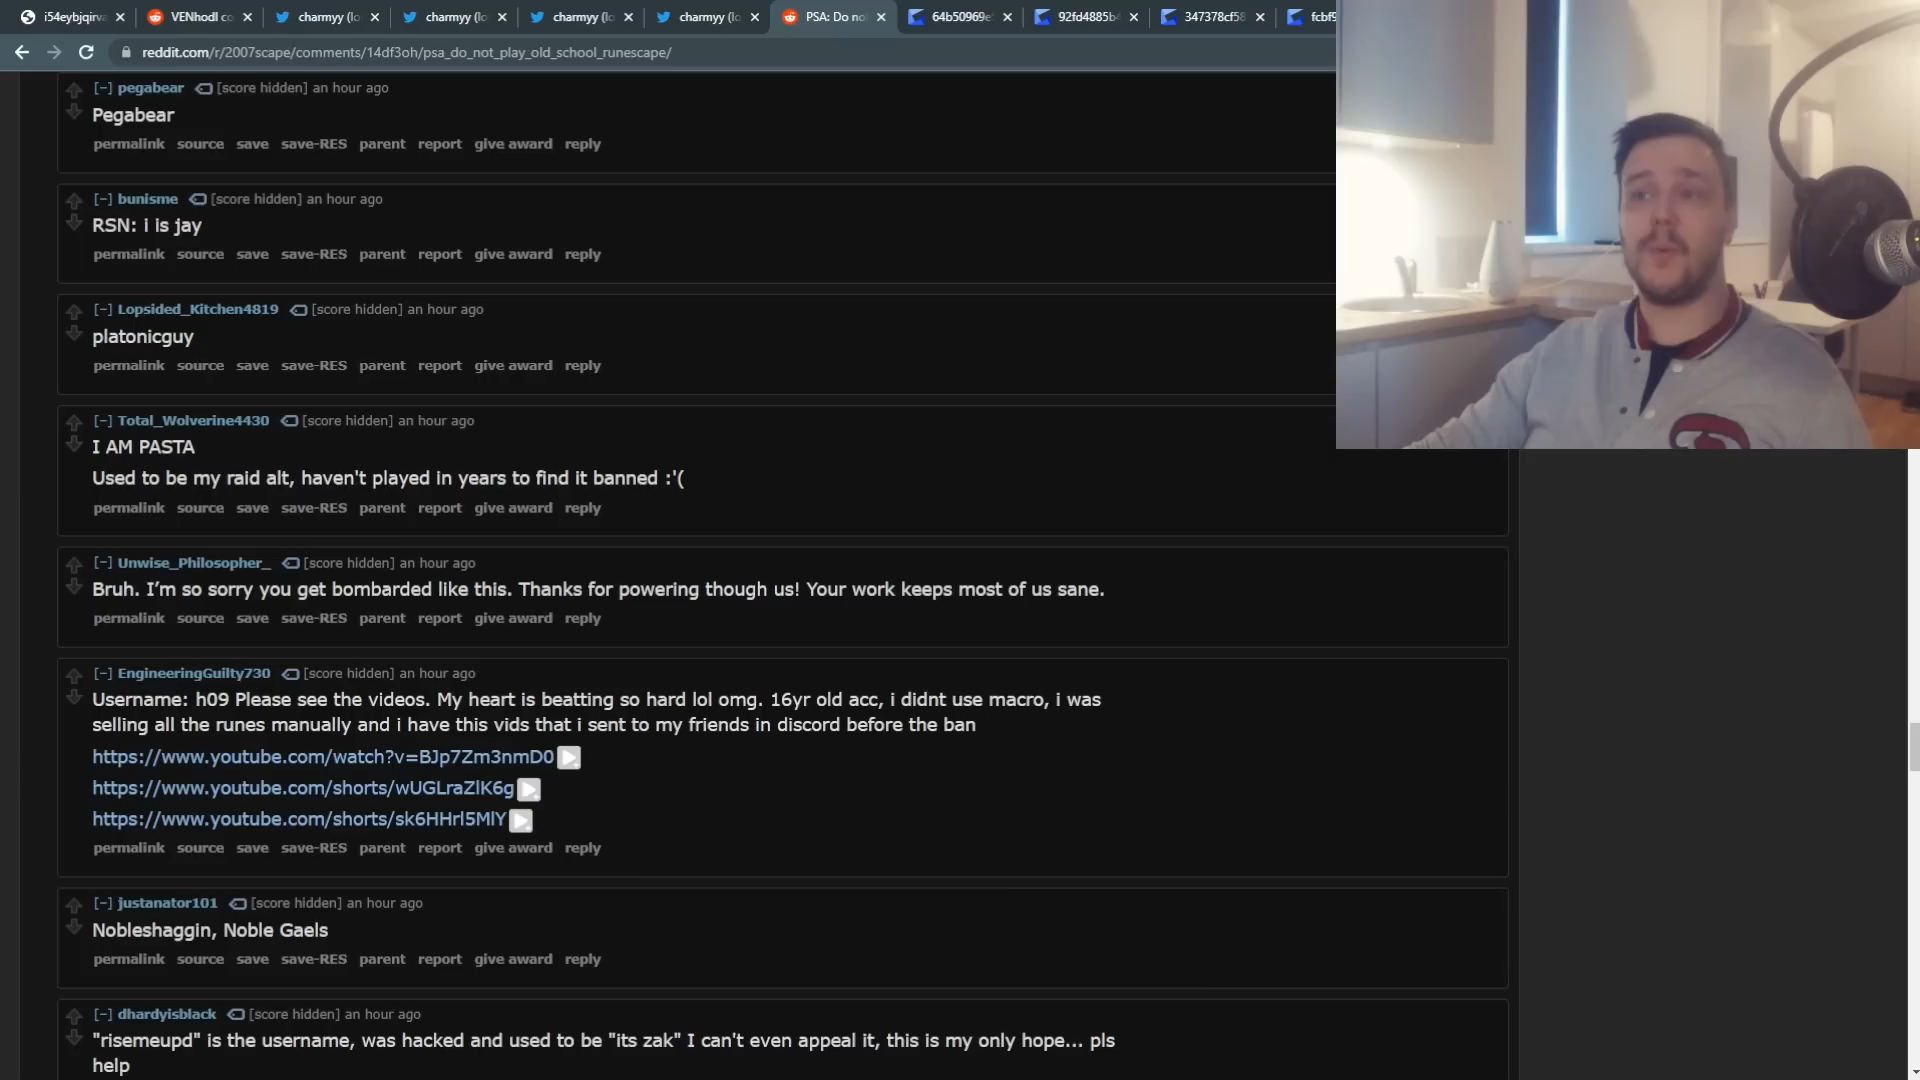 i54eybjqirva
VENhodl co
charmyy (lo
charmyy (lo
charmyy (lo
charmyy (lo
PSA: Do no
64b50969e
92fd4885b
347378cf58
fcbf9
reddit.com/r/2007scape/comments/14df3oh/psa_do_not_play_old_school_runescape/
[–] pegabear [score hidden] an hour ago
Pegabear
permalink source save save-RES parent report give award reply
[–] bunisme [score hidden] an hour ago
RSN: i is jay
permalink source save save-RES parent report give award reply
[–] Lopsided_Kitchen4819 [score hidden] an hour ago
platonicguy
permalink source save save-RES parent report give award reply
[–] Total_Wolverine4430 [score hidden] an hour ago
I AM PASTA
Used to be my raid alt, haven't played in years to find it banned :'(
permalink source save save-RES parent report give award reply
[–] Unwise_Philosopher_ [score hidden] an hour ago
Bruh. I’m so sorry you get bombarded like this. Thanks for powering though us! Your work keeps most of us sane.
permalink source save save-RES parent report give award reply
[–] EngineeringGuilty730 [score hidden] an hour ago
Username: h09 Please see the videos. My heart is beatting so hard lol omg. 16yr old acc, i didnt use macro, i was
selling all the runes manually and i have this vids that i sent to my friends in discord before the ban
https://www.youtube.com/watch?v=BJp7Zm3nmD0
https://www.youtube.com/shorts/wUGLraZlK6g
https://www.youtube.com/shorts/sk6HHrl5MlY
permalink source save save-RES parent report give award reply
[–] justanator101 [score hidden] an hour ago
Nobleshaggin, Noble Gaels
permalink source save save-RES parent report give award reply
[–] dhardyisblack [score hidden] an hour ago
"risemeupd" is the username, was hacked and used to be "its zak" I can't even appeal it, this is my only hope... pls
help